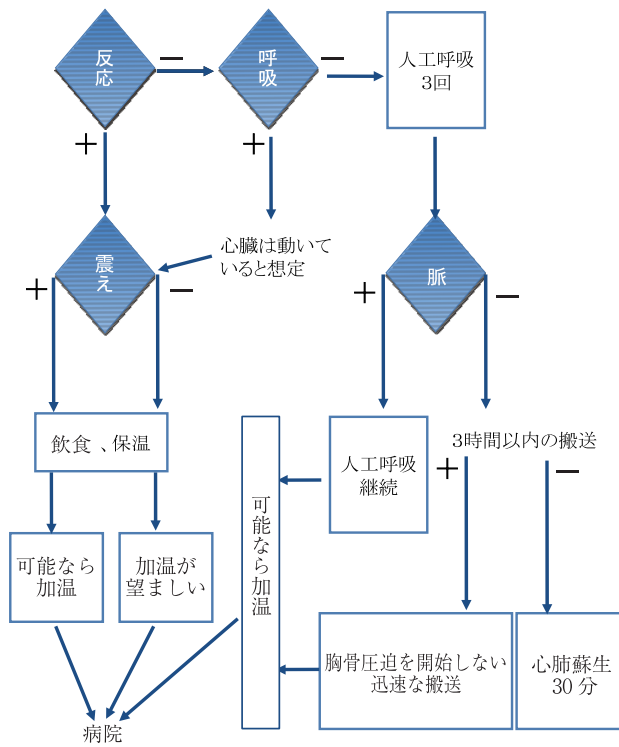 反
応
−
呼
吸
−
人工呼吸
3回
+
+
心臓は動いて
いると想定
震
え
+
−
脈
+
−
飲食 、保温
人工呼吸
継続
3時間以内の搬送
+
−
可能なら加温
可能なら
加温
加温が
望ましい
胸骨圧迫を開始しない
迅速な搬送
心肺蘇生
30分
病院